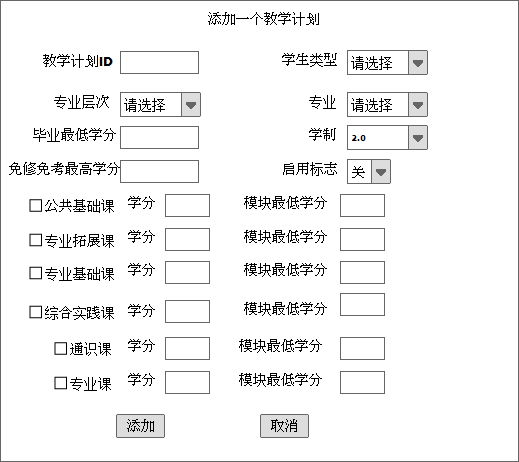 添加一个教学计划
教学计划ID 学生类型 请选择
专业层次 请选择 专业 请选择
毕业最低学分 学制 2.0
免修免考最高学分 启用标志 关
公共基础课 学分 模块最低学分
专业拓展课 学分 模块最低学分
专业基础课 学分 模块最低学分
综合实践课 学分 模块最低学分
通识课 学分 模块最低学分
专业课 学分 模块最低学分
添加 取消